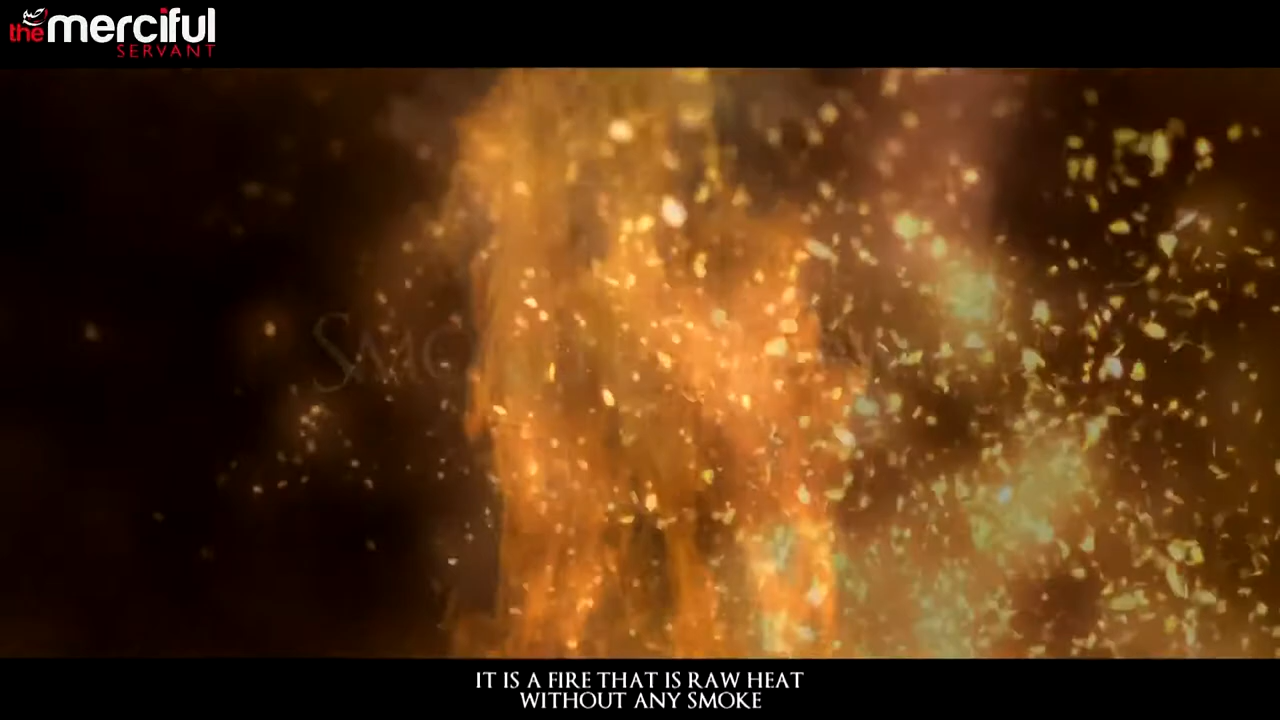 the merciful
SERVANT
IT IS A FIRE THAT IS RAW HEAT
WITHOUT ANY SMOKE